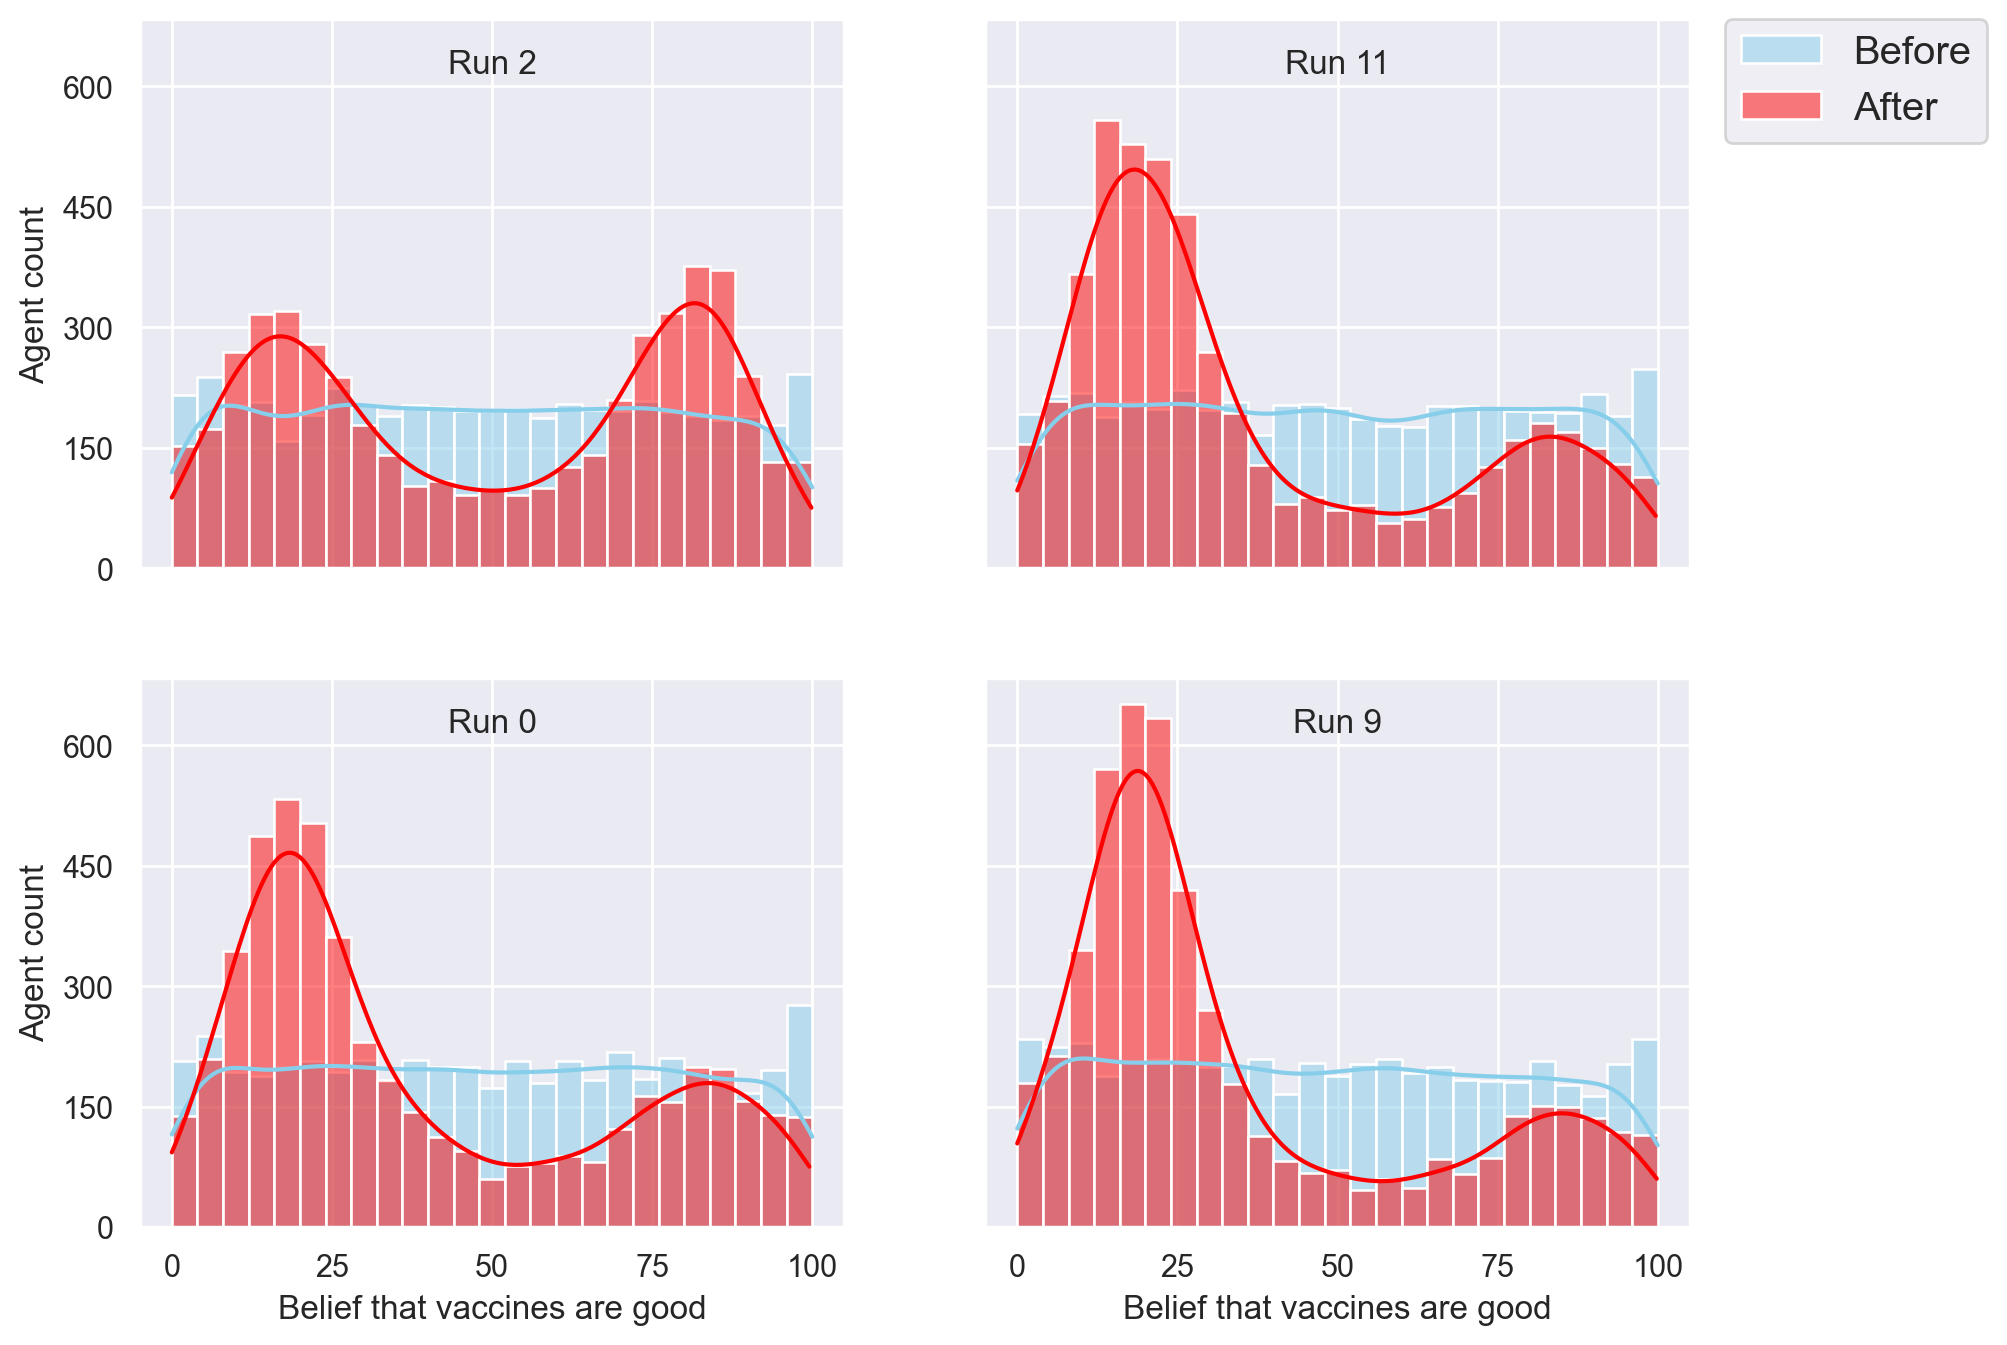 Run 2
Run 11
Before
After
600
450
300
150
0
Agent count
Run 0
Run 9
600
450
300
150
0
Agent count
0 25 50 75 100
0 25 50 75 100
Belief that vaccines are good
Belief that vaccines are good